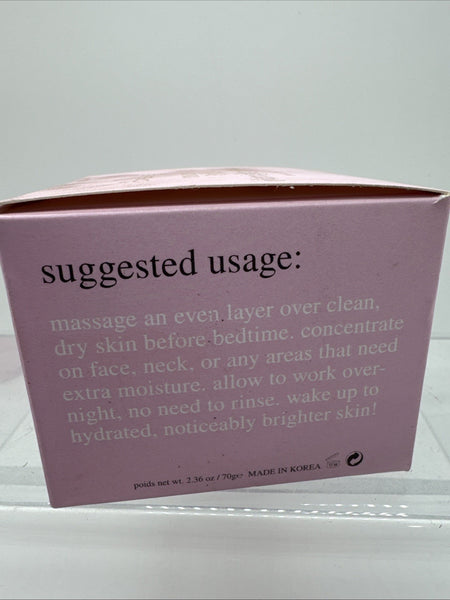 suggested usage:
massage an even layer over clean,
dry skin before bedtime. concentrate
on face, neck, or any areas that need
extra moisture. allow to work over-
night, no need to rinse. wake up to
hydrated, noticeably brighter skin!
poids net wt. 2.36 oz / 70g℮ MADE IN KOREA